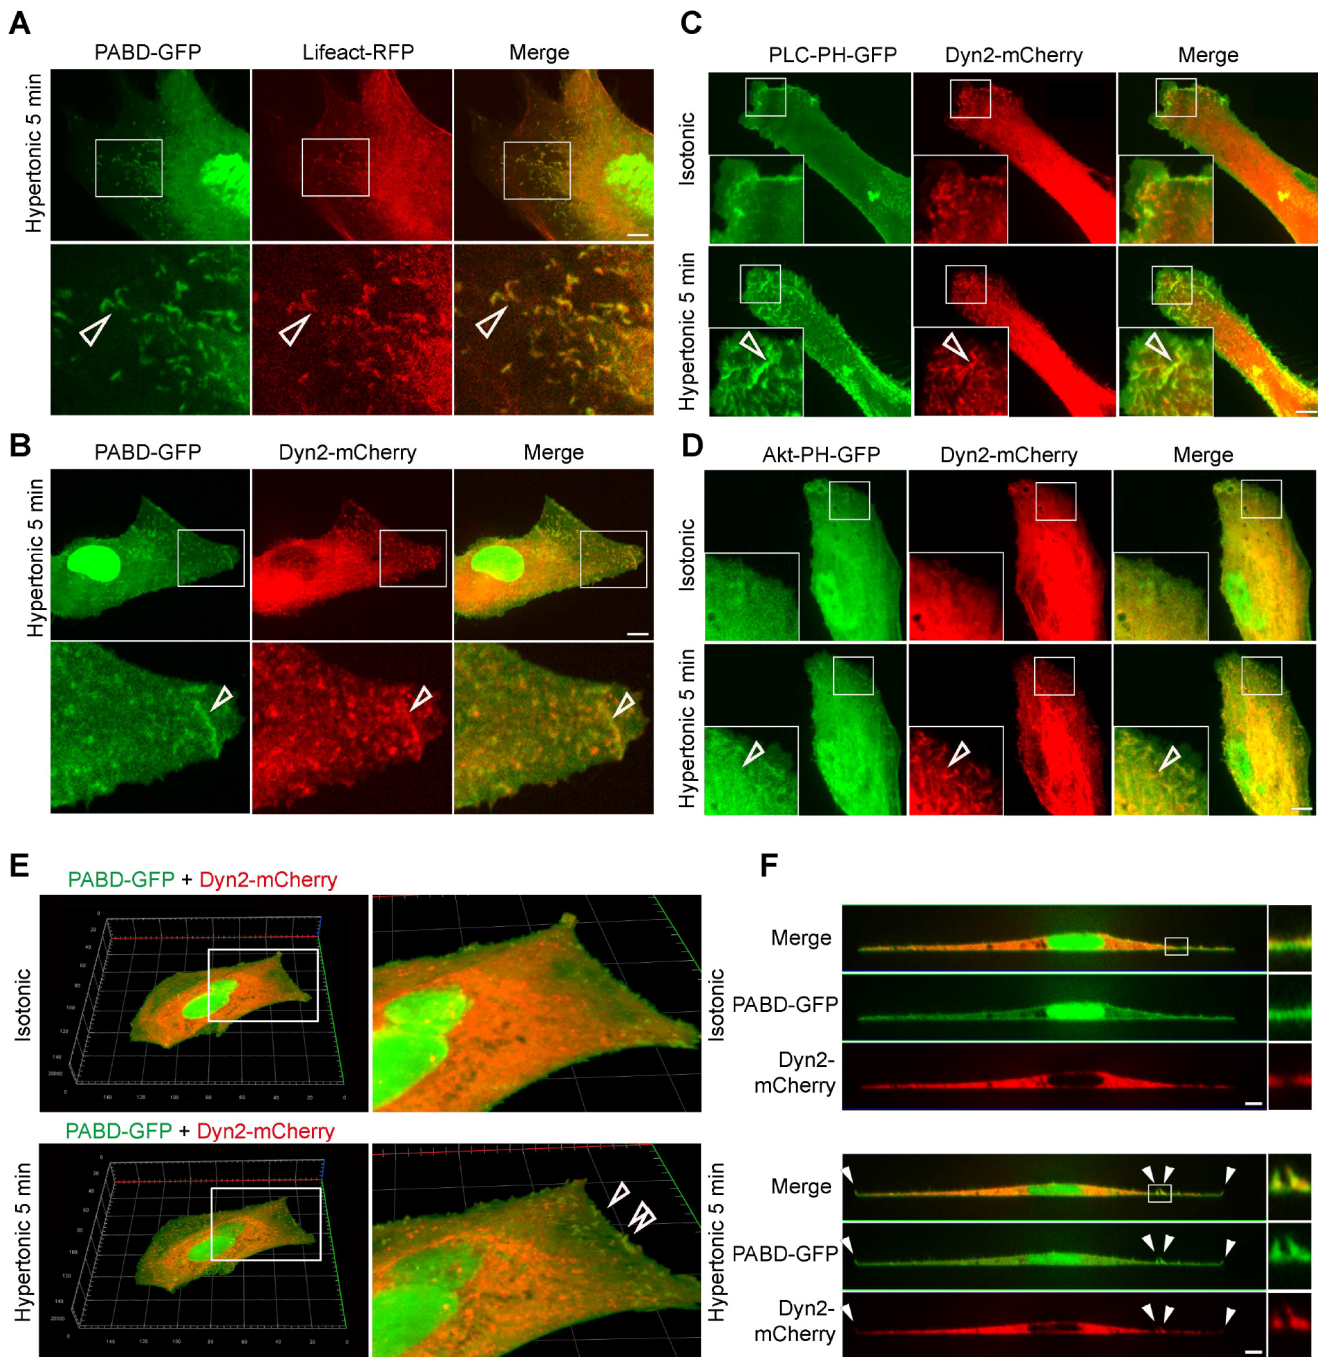 A
PABD-GFP Lifeact-RFP Merge
Hypertonic 5 min
B
PABD-GFP Dyn2-mCherry Merge
Hypertonic 5 min
C
PLC-PH-GFP Dyn2-mCherry Merge
Isotonic
Hypertonic 5 min
D
Akt-PH-GFP Dyn2-mCherry Merge
Isotonic
Hypertonic 5 min
E
PABD-GFP + Dyn2-mCherry
Isotonic
PABD-GFP + Dyn2-mCherry
Hypertonic 5 min
F
Isotonic
Merge
PABD-GFP
Dyn2-
mCherry
Hypertonic 5 min
Merge
PABD-GFP
Dyn2-
mCherry